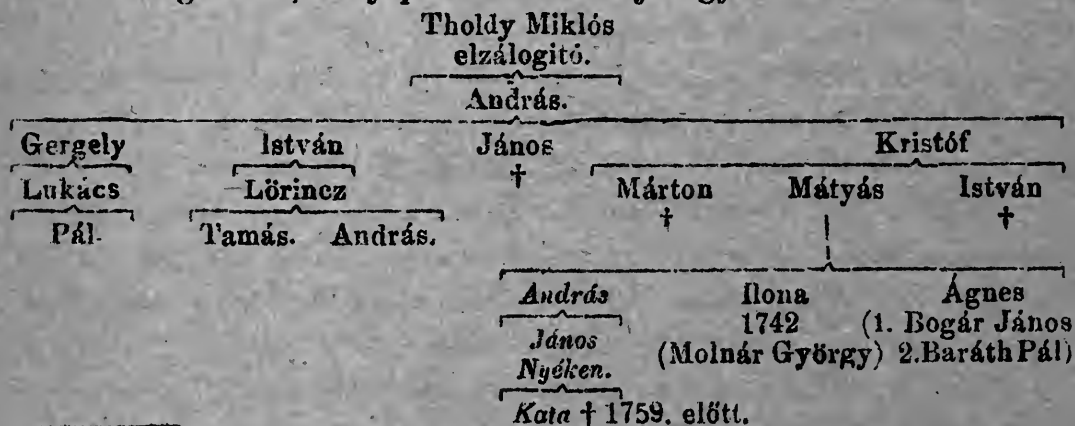 Tholdy Miklós
elzálogitó.
András.
Gergely István János Kristóf
Lukács Lörincz † Márton Mátyás István
Pál. Tamás. András. † †
András Ilona Ágnes
János 1742 (1. Bogár János
Nyéken. (Molnár György) 2. Baráth Pál)
Kata † 1759. előtt.